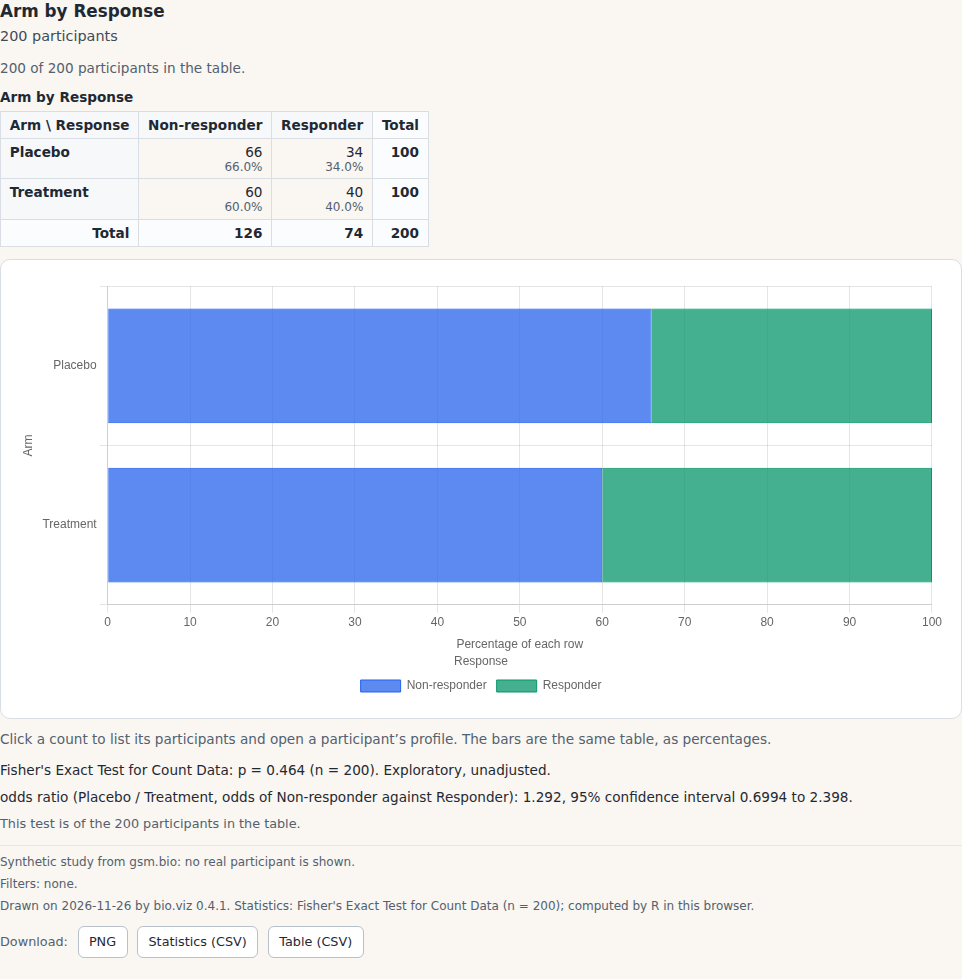 Arm by Response
200 participants
200 of 200 participants in the table.
Arm by Response
Arm \ Response Non-responder Responder Total
Placebo 66 34 100
66.0% 34.0%
Treatment 60 40 100
60.0% 40.0%
Total 126 74 200
Placebo
Arm
Treatment
0 10 20 30 40 50 60 70 80 90 100
Percentage of each row
Response
Non-responder Responder
Click a count to list its participants and open a participant’s profile. The bars are the same table, as percentages.
Fisher's Exact Test for Count Data: p = 0.464 (n = 200). Exploratory, unadjusted.
odds ratio (Placebo / Treatment, odds of Non-responder against Responder): 1.292, 95% confidence interval 0.6994 to 2.398.
This test is of the 200 participants in the table.
Synthetic study from gsm.bio: no real participant is shown.
Filters: none.
Drawn on 2026-11-26 by bio.viz 0.4.1. Statistics: Fisher's Exact Test for Count Data (n = 200); computed by R in this browser.
Download: PNG Statistics (CSV) Table (CSV)